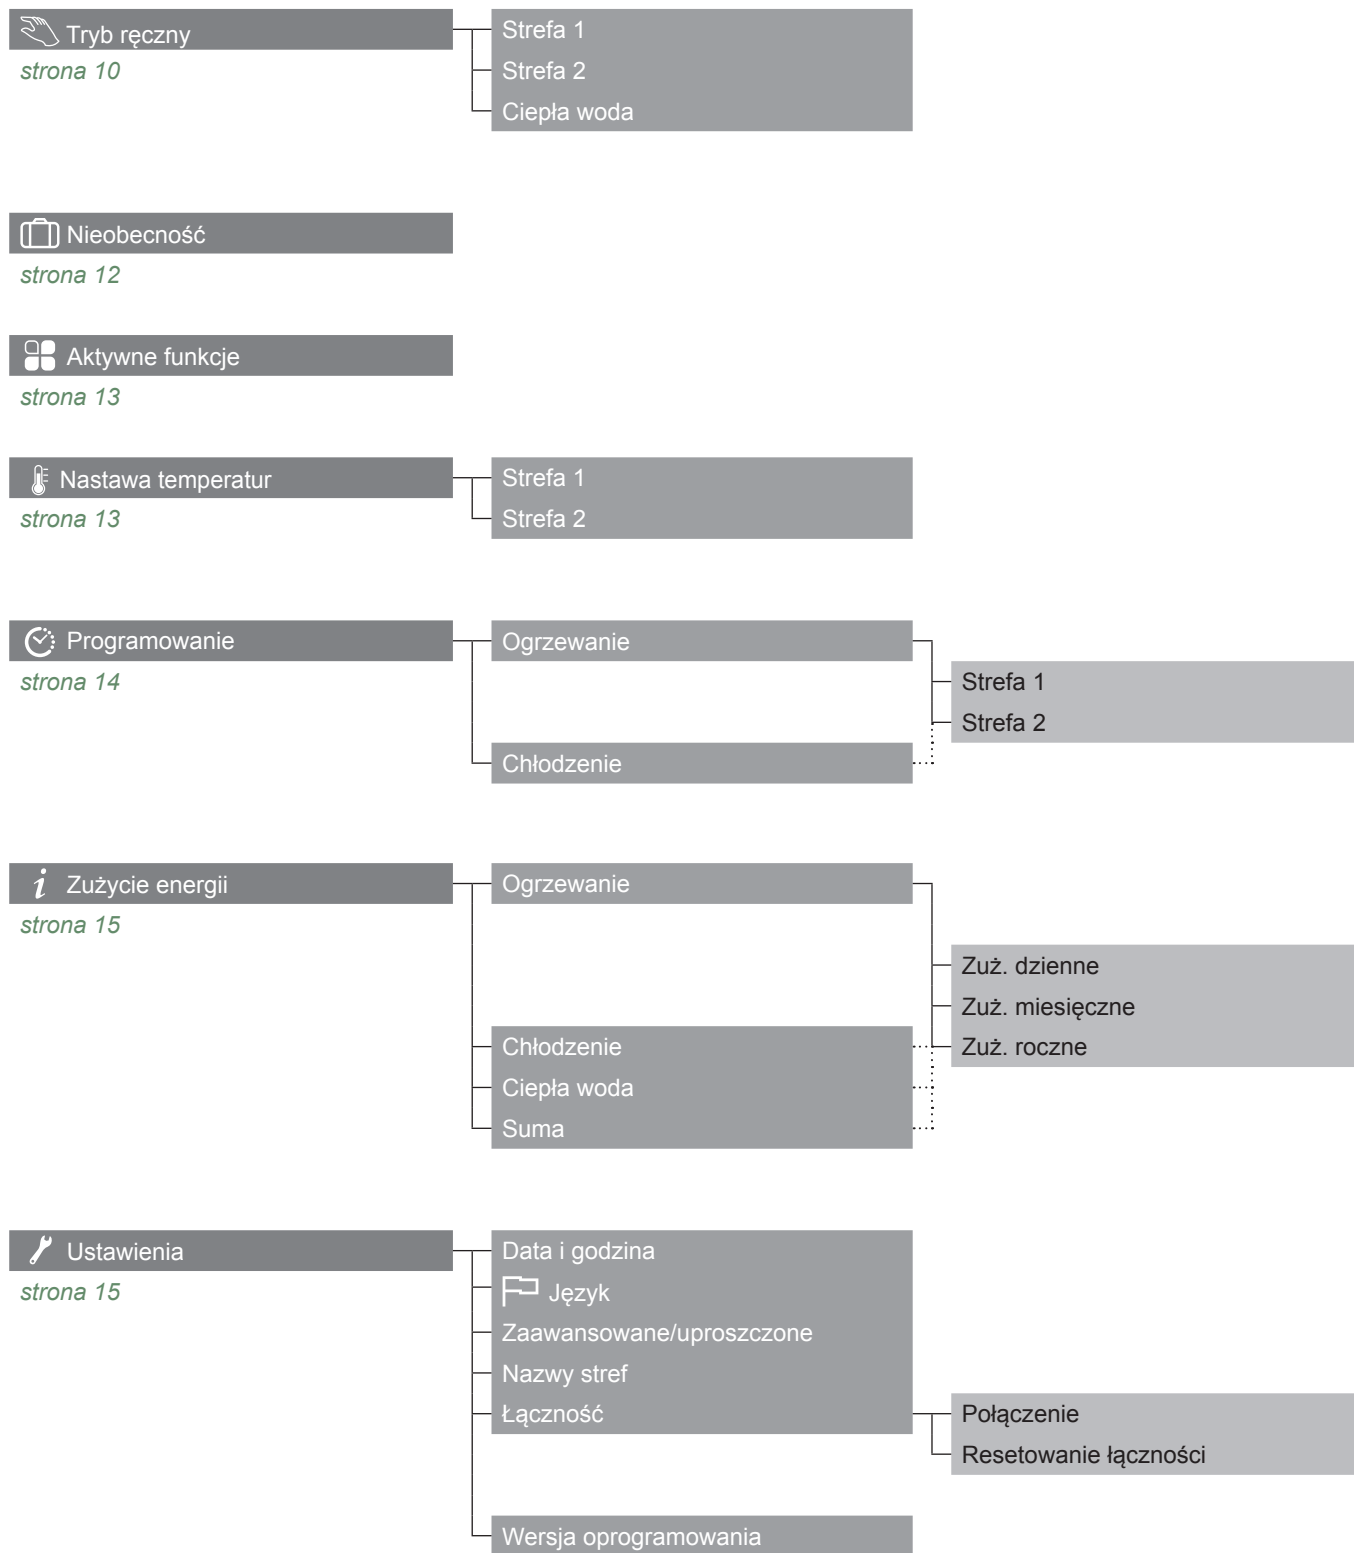 Tryb ręczny
Strefa 1
strona 10
Strefa 2
Ciepła woda
Nieobecność
strona 12
Aktywne funkcje
strona 13
Nastawa temperatur
Strefa 1
strona 13
Strefa 2
Programowanie
Ogrzewanie
strona 14
Strefa 1
Strefa 2
Chłodzenie
Zużycie energii
Ogrzewanie
strona 15
Zuż. dzienne
Zuż. miesięczne
Chłodzenie
Zuż. roczne
Ciepła woda
Suma
Ustawienia
Data i godzina
strona 15
Język
Zaawansowane/uproszczone
Nazwy stref
Łączność
Połączenie
Resetowanie łączności
Wersja oprogramowania